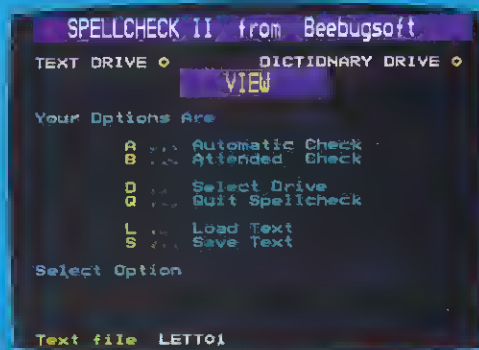 SPELLCHECK II from Beebugsoft
TEXT DRIVE 0 DICTIONARY DRIVE 0
VIEW
Your Options Are
A ... Automatic Check
B ... Attended Check
D ... Select Drive
Q ... Quit Spellcheck
L ... Load Text
S ... Save Text
Select Option
Text file LETTO1